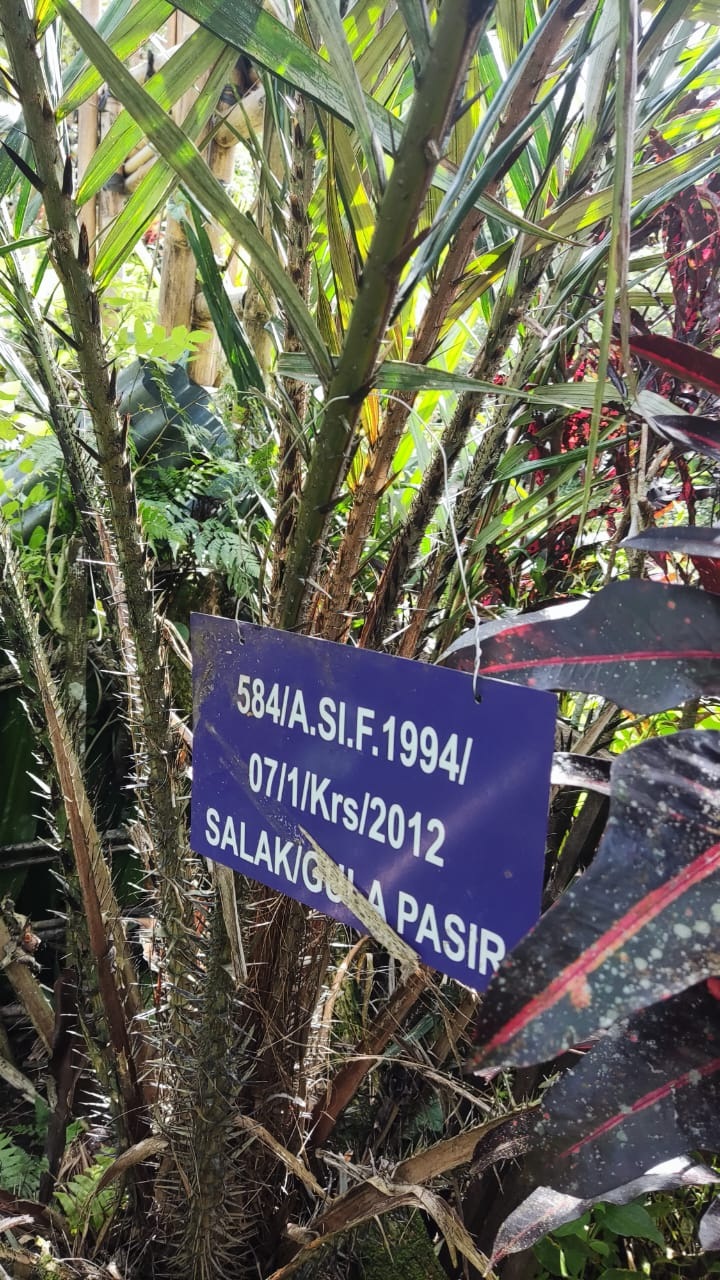 584/A.SI.F.1994/
07/1/Krs/2012
SALAK/GULA PASIR